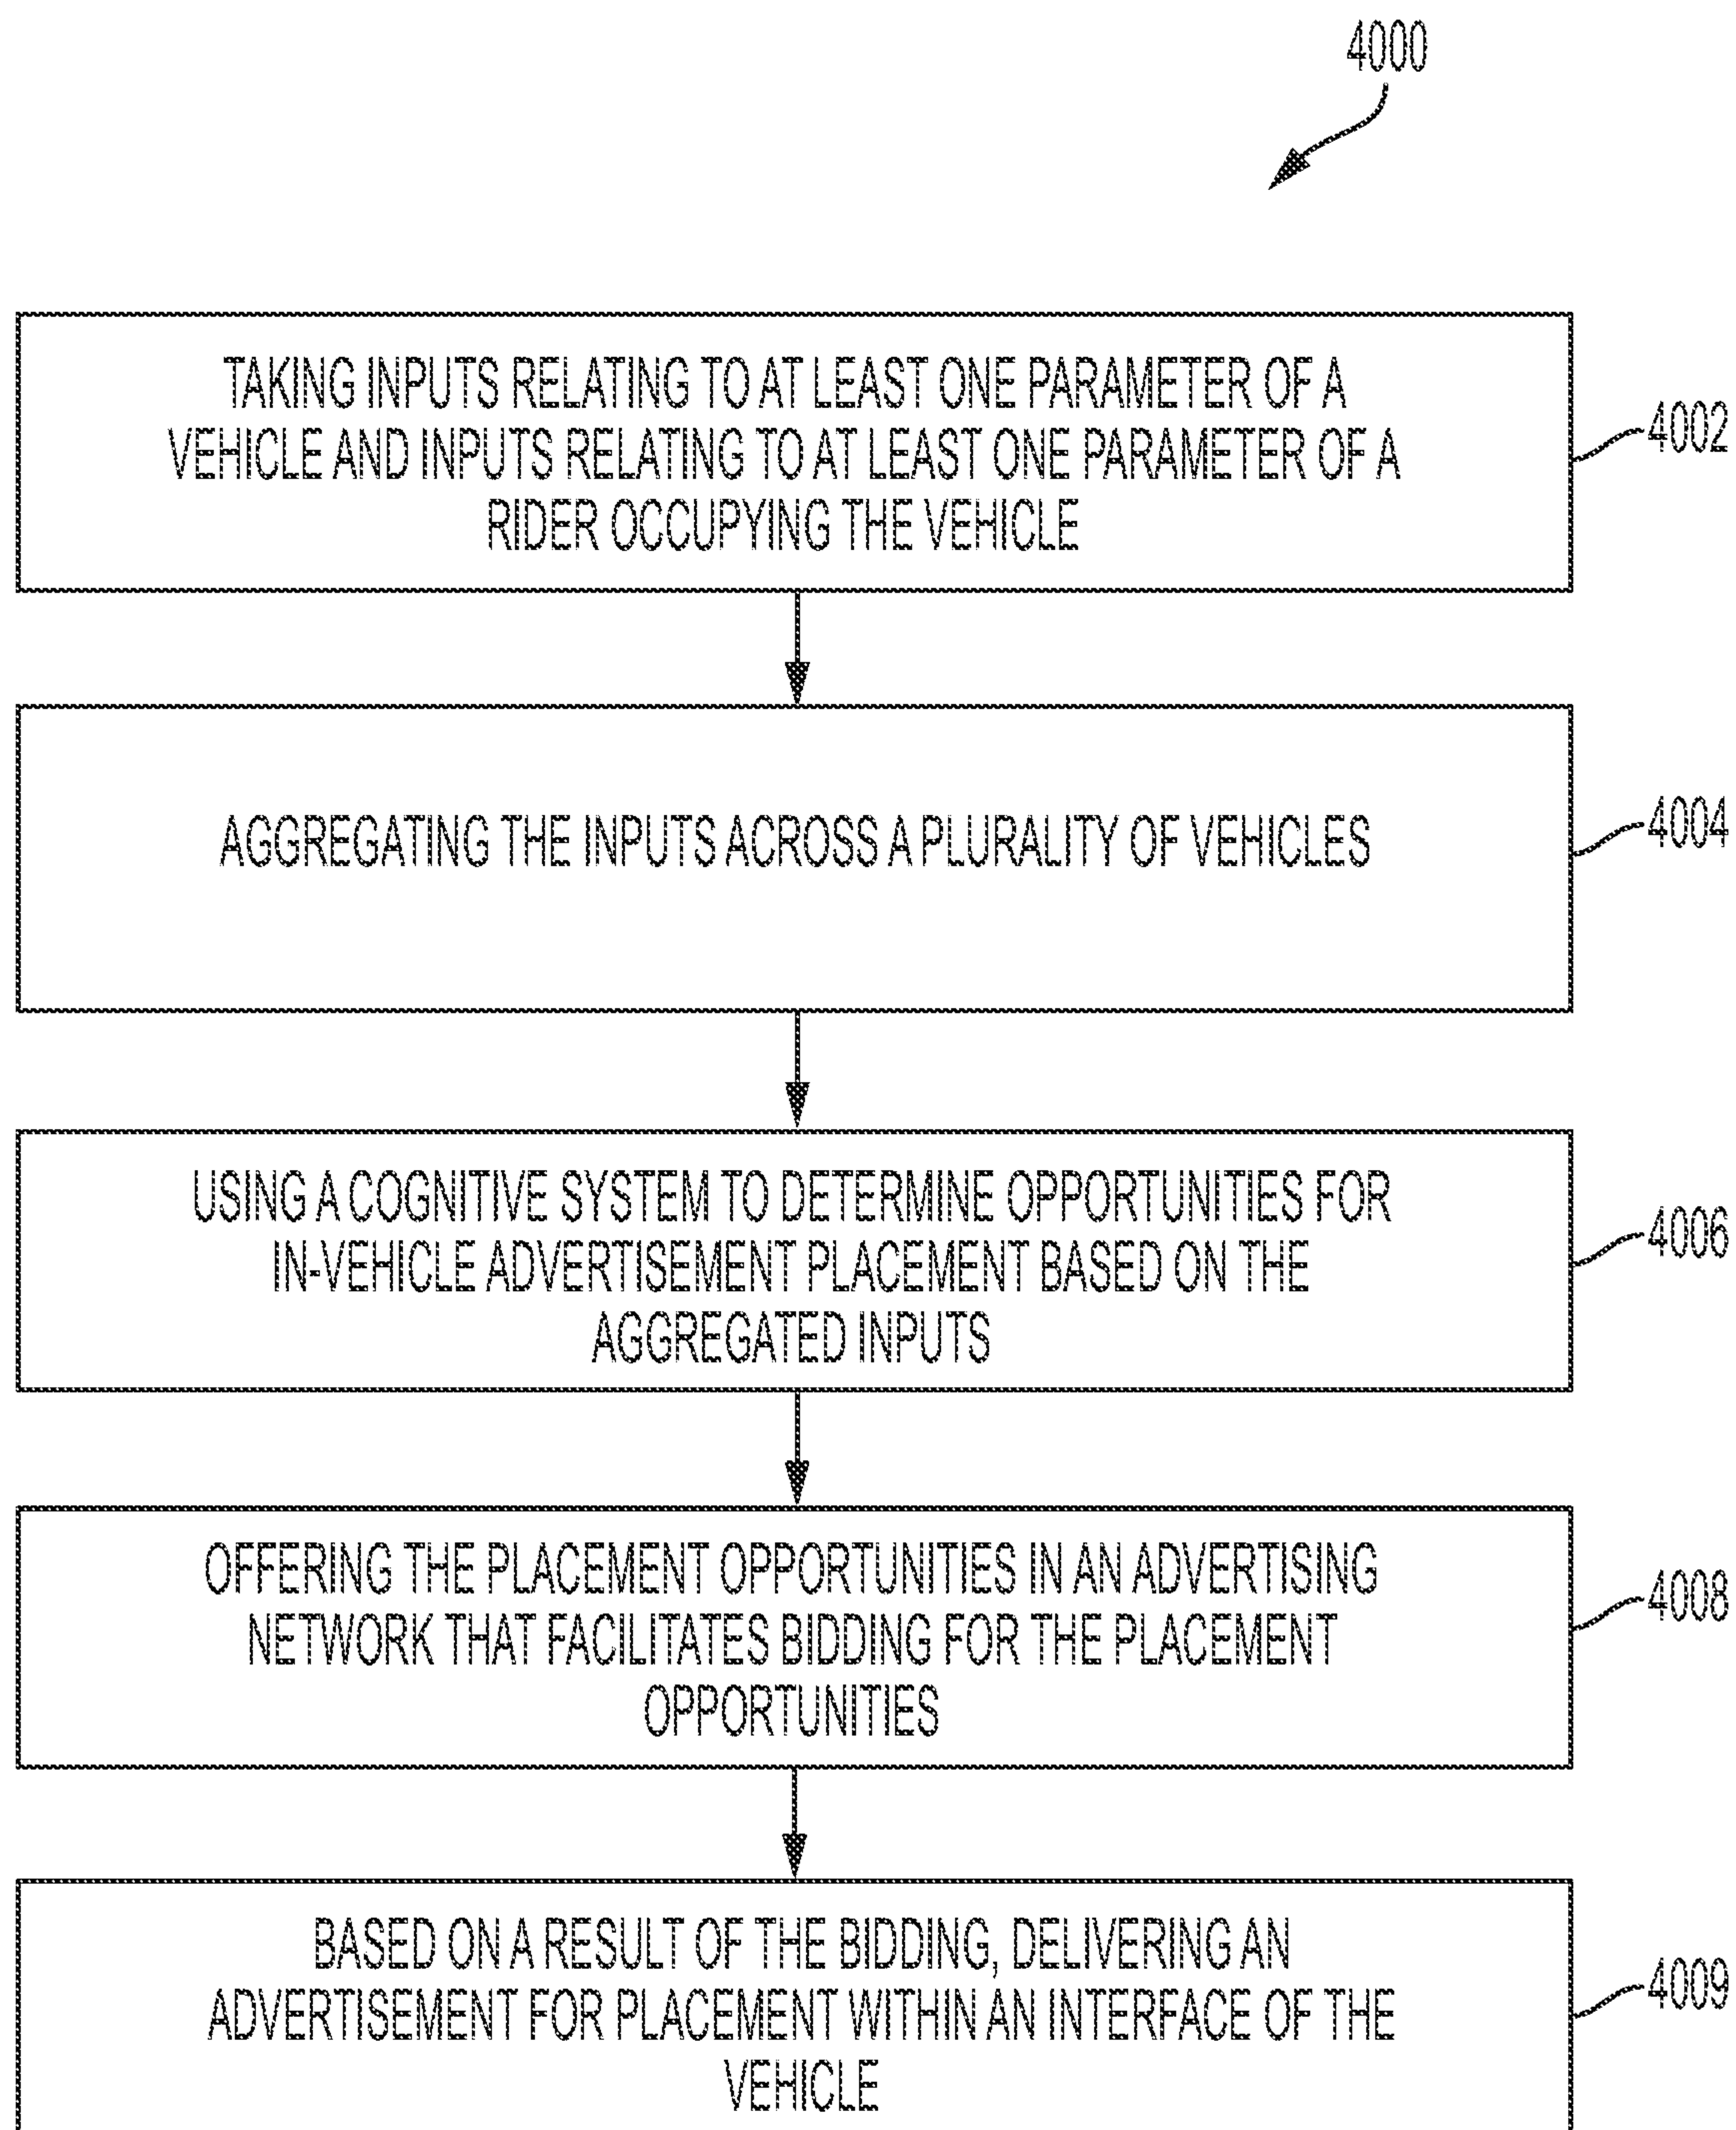 4000
TAKING INPUTS RELATING TO AT LEAST ONE PARAMETER OF A
VEHICLE AND INPUTS RELATING TO AT LEAST ONE PARAMETER OF A
RIDER OCCUPYING THE VEHICLE
4002
AGGREGATING THE INPUTS ACROSS A PLURALITY OF VEHICLES
4004
USING A COGNITIVE SYSTEM TO DETERMINE OPPORTUNITIES FOR
IN-VEHICLE ADVERTISEMENT PLACEMENT BASED ON THE
AGGREGATED INPUTS
4006
OFFERING THE PLACEMENT OPPORTUNITIES IN AN ADVERTISING
NETWORK THAT FACILITATES BIDDING FOR THE PLACEMENT
OPPORTUNITIES
4008
BASED ON A RESULT OF THE BIDDING, DELIVERING AN
ADVERTISEMENT FOR PLACEMENT WITHIN AN INTERFACE OF THE
VEHICLE
4009